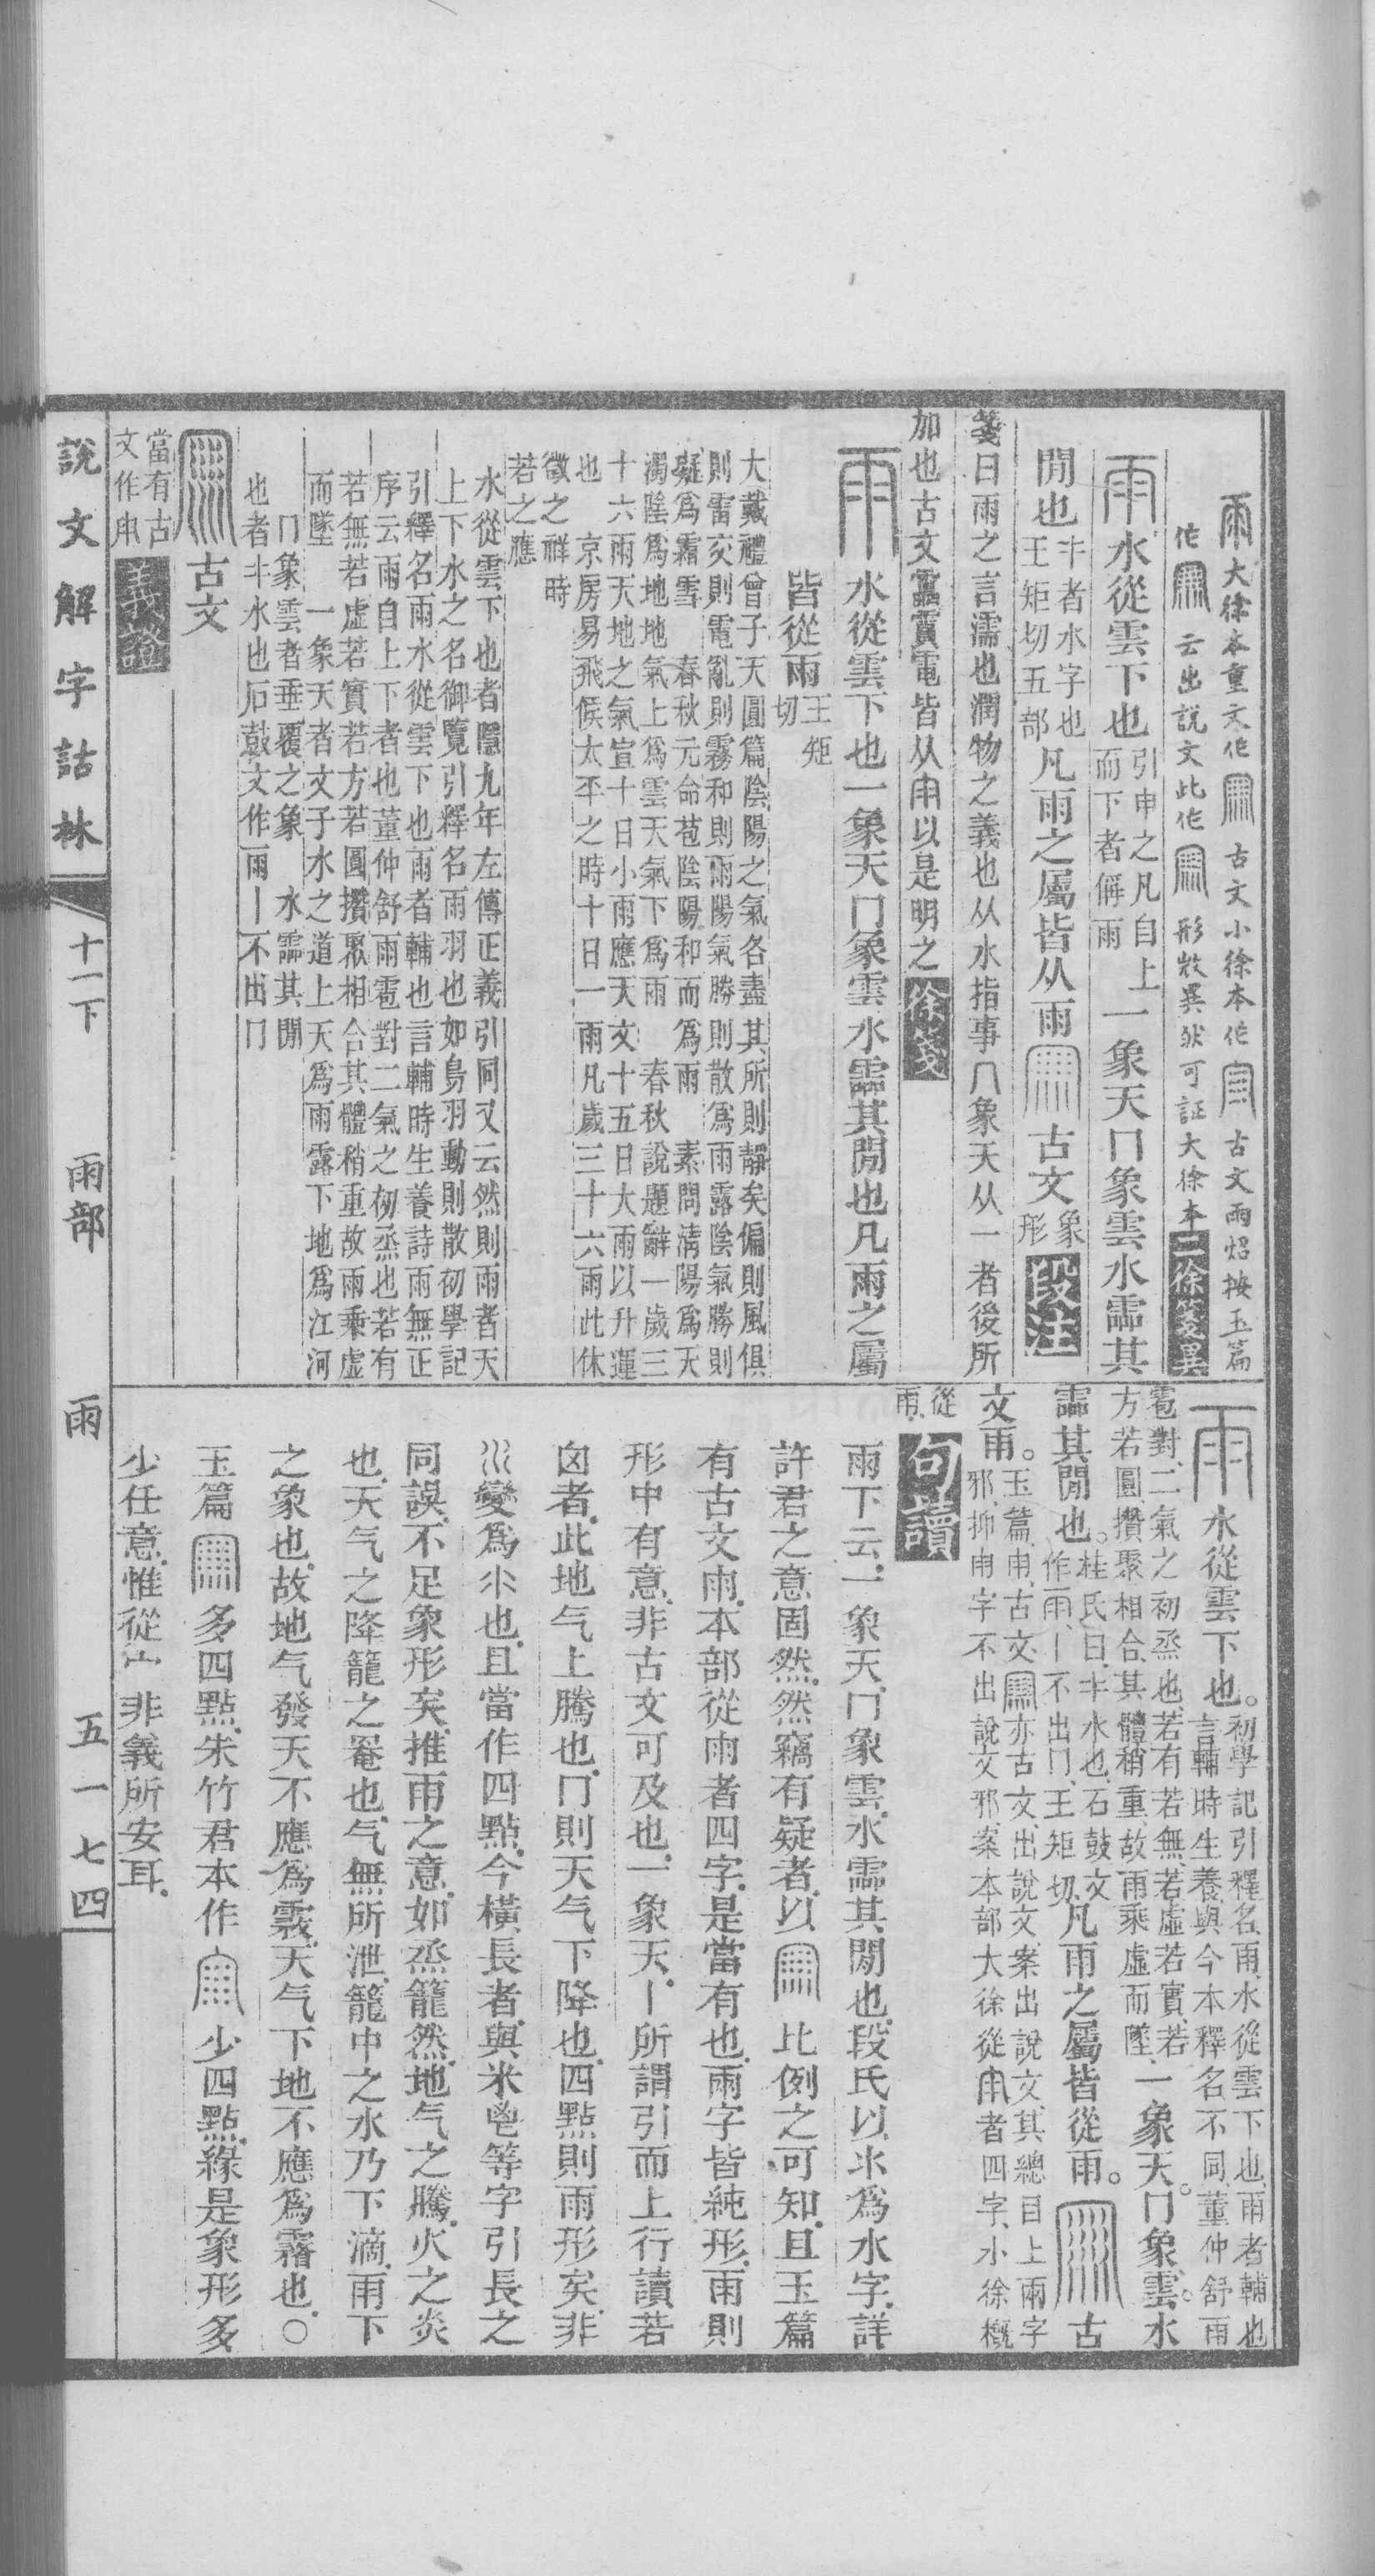 雨大徐本重文作𠕲古文小徐本作古文雨炤按玉篇
作云出說文此作形狀異狀可証大徐本二徐箋異
雨水從雲下也引申之凡自上而下者偁雨一象天冂象雲水霝其
閒也者水字也王矩切五部凡雨之屬皆从雨古文象形段注
箋曰雨之言濡也潤物之義也从水指事冂象天从一者後所
加也古文靁霣電皆从以是明之徐箋
雨水從雲下也一象天冂象雲水霝其閒也凡雨之屬
皆從雨王矩切
大戴禮曾子天圓篇陰陽之氣各盡其所則靜矣偏則風俱
則雷交則電亂則霧和則雨陽氣勝則散爲雨露陰氣勝則
凝爲霜雪 春秋元命苞陰陽和而爲雨 素問清陽爲天
濁陰爲地地氣上爲雲天氣下爲雨 春秋說題辭一歲三
十六雨天地之氣宣十日小雨應天文十五日大雨以升運
也 京房易飛候太平之時十日一雨凡歲三十六雨此休
徵之祥時
若之應
水從雲下也者隱九年左傳正義引同又云然則雨者天
上下水之名御覽引釋名雨羽也如鳥羽動則散初學記
引釋名雨水從雲下也雨者輔也言輔時生養詩雨無正
序云雨自上下者也董仲舒雨雹對二氣之初烝也若有
若無若虛若實若方若圓攢聚相合其體稍重故雨乘虛
而墜 一象天者文子水之道上天爲雨露下地爲江河
冂象雲者垂覆之象 水霝其閒
也者水也石鼓文作雨丨不出冂
古文
當有古文作義證
雨水從雲下也。初學記引釋名、雨、水從雲下也、雨者輔也言輔時生養、與今本釋名不同、董仲舒雨
雹對、二氣之初烝也、若有若無、若虛若實、若方若圓、攢聚相合、其體稍重、故雨乘虛而墜、一象天。冂象雲。水
霝其閒也。桂氏曰、水也、石鼓文作雨、丨不出冂、王矩切、凡雨之屬皆從雨。古
文雨。玉篇、古文、亦古文、出說文、案出說文、其總目上兩字邪、抑字不出說文邪、案本部大徐從者四字、小徐概
從雨、句讀
雨下云、一象天、冂象雲、水霝其閒也、段氏以爲水字、詳
許君之意固然、然竊有疑者、以比例之可知、且玉篇
有古文雨、本部從雨者四字、是當有也、雨字皆純形、雨則
形中有意、非古文可及也、一象天、丨所謂引而上行讀若
囟者、此地气上騰也、冂則天气下降也、四點則雨形矣、非
變爲也、且當作四點、今橫長者、與米鬯等字引長之
同誤、不足象形矣、推雨之意、如烝籠然、地气之騰、火之炎
也、天气之降籠之罨也、气無所泄、籠中之水乃下滴、雨下
之象也、故地气發天不應爲霚、天气下地不應爲霿也、○
玉篇多四點、朱竹君本作少四點、緣是象形多
少任意、惟從宀非義所安耳、
說文解字詁林 十一下 雨部 雨 五一七四